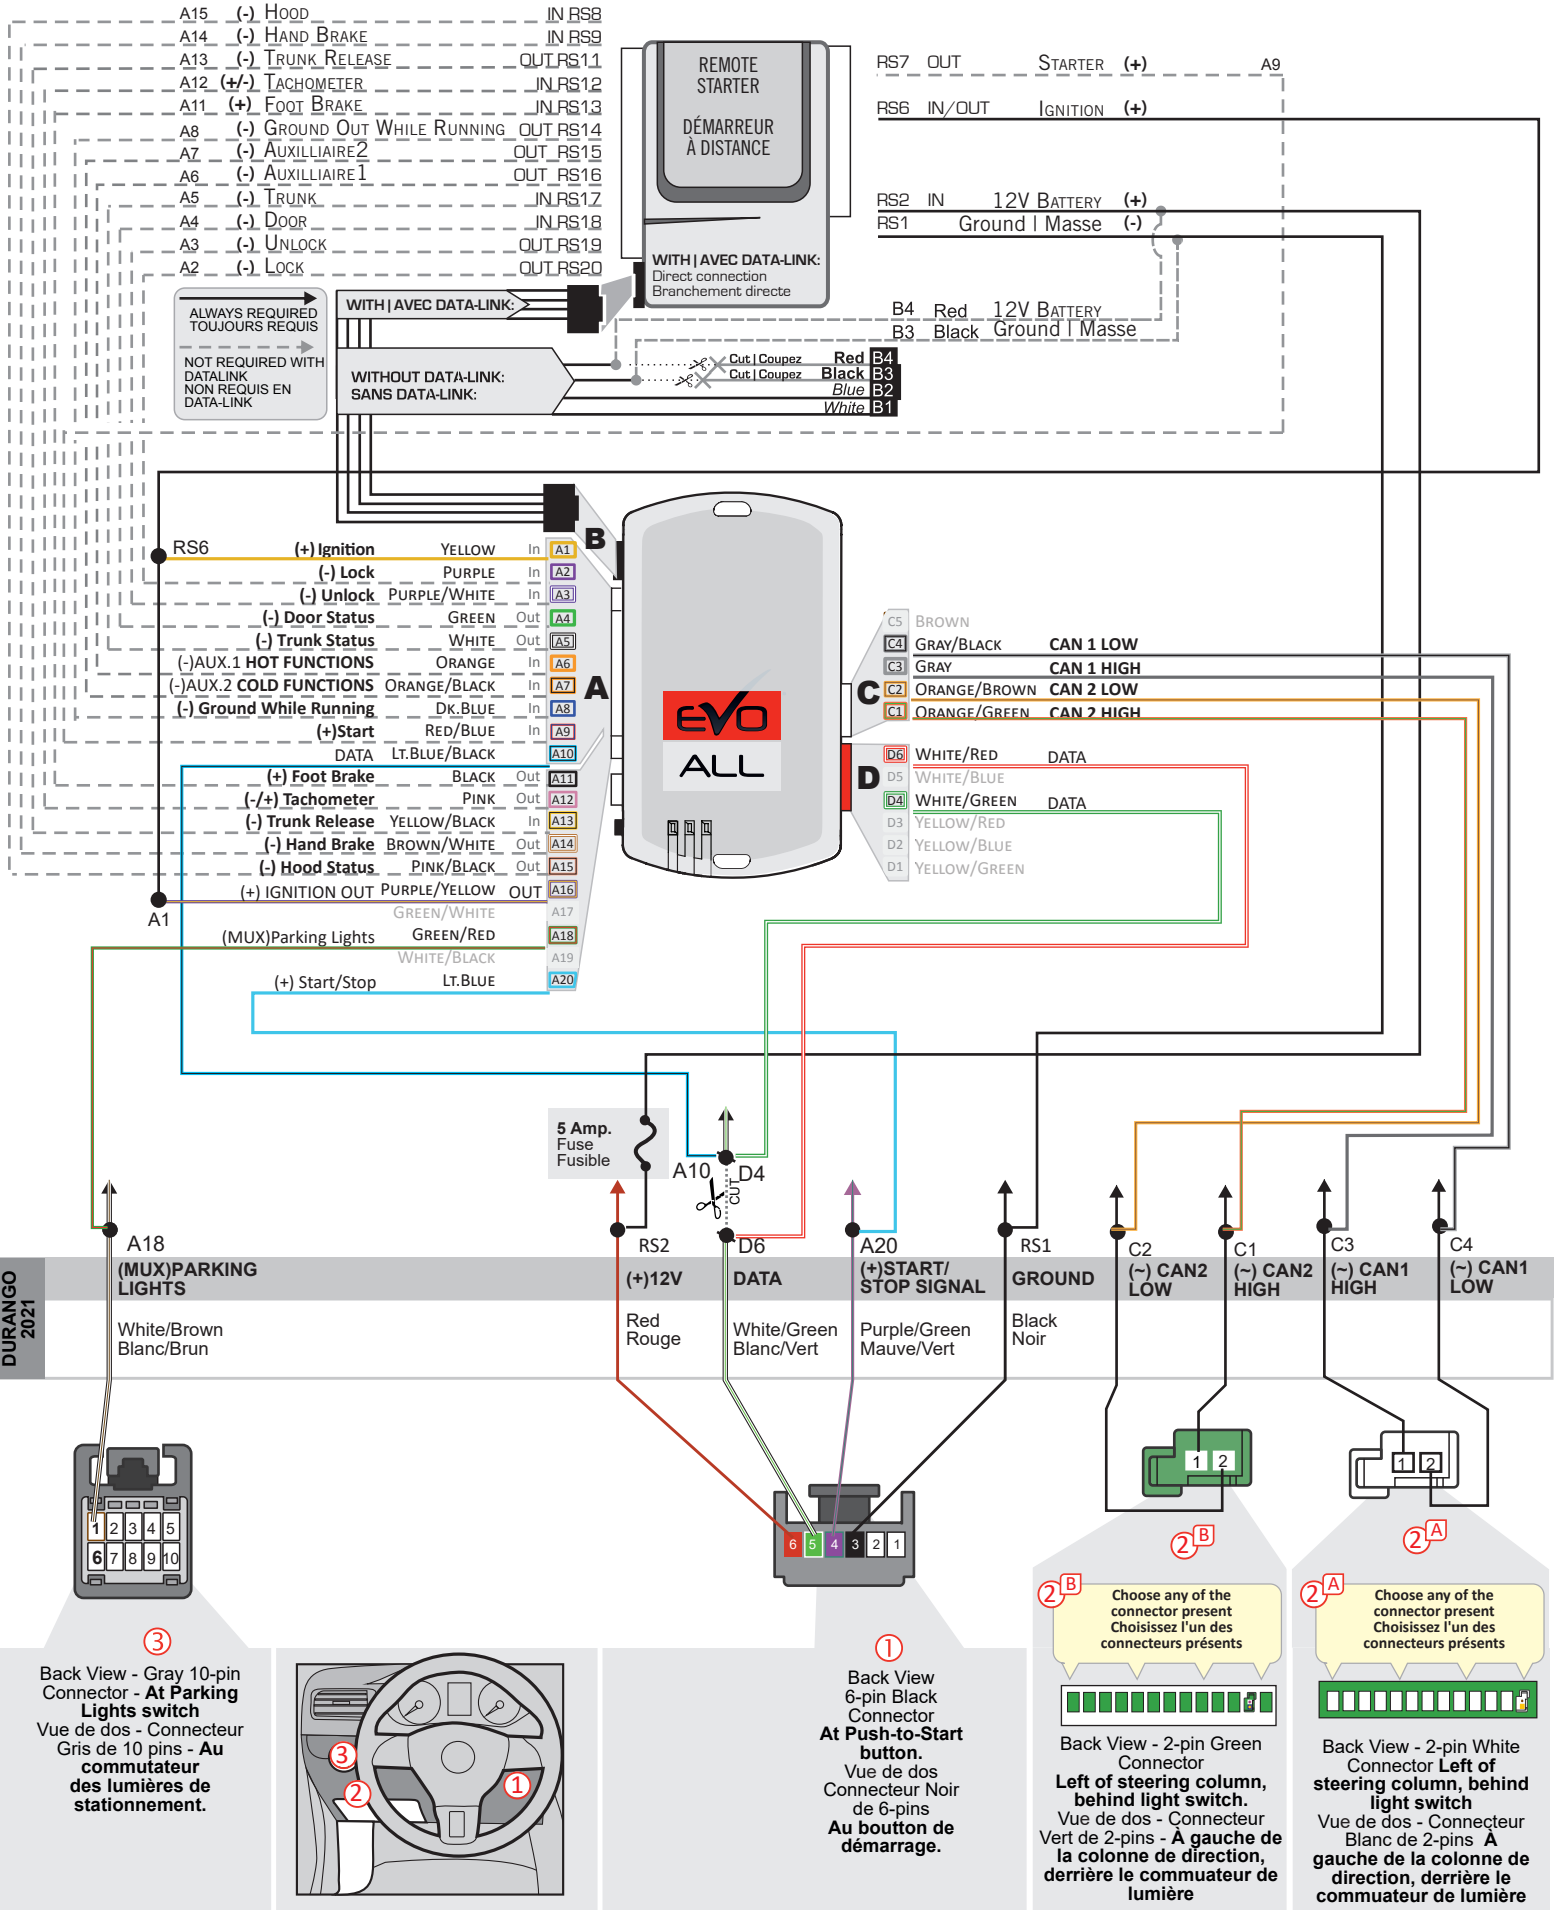 A15 (-) HOOD IN RS8
A14 (-) HAND BRAKE IN RS9
A13 (-) TRUNK RELEASE OUT RS11
A12 (+/-) TACHOMETER IN RS12
A11 (+) FOOT BRAKE IN RS13
A8 (-) GROUND OUT WHILE RUNNING OUT RS14
A7 (-) AUXILLIAIRE2 OUT RS15
A6 (-) AUXILLIAIRE1 OUT RS16
A5 (-) TRUNK IN RS17
A4 (-) DOOR IN RS18
A3 (-) UNLOCK OUT RS19
A2 (-) LOCK OUT RS20
REMOTE
STARTER
DÉMARREUR
À DISTANCE
WITH | AVEC DATA-LINK:
Direct connection
Branchement directe
RS7 OUT STARTER (+) A9
RS6 IN/OUT IGNITION (+)
RS2 IN 12V BATTERY (+)
RS1 Ground | Masse (-)
B4 Red 12V BATTERY
B3 Black Ground | Masse
ALWAYS REQUIRED
TOUJOURS REQUIS
NOT REQUIRED WITH
DATALINK
NON REQUIS EN
DATA-LINK
WITH | AVEC DATA-LINK:
WITHOUT DATA-LINK:
SANS DATA-LINK:
Cut | Coupez Red B4
Cut | Coupez Black B3
Blue B2
White B1
RS6
B
A
(+) Ignition YELLOW In A1
(-) Lock PURPLE In A2
(-) Unlock PURPLE/WHITE In A3
(-) Door Status GREEN Out A4
(-) Trunk Status WHITE Out A5
(-)AUX.1 HOT FUNCTIONS ORANGE In A6
(-)AUX.2 COLD FUNCTIONS ORANGE/BLACK In A7
(-) Ground While Running DK.BLUE In A8
(+)Start RED/BLUE In A9
DATA LT.BLUE/BLACK A10
(+) Foot Brake BLACK Out A11
(-/+) Tachometer PINK Out A12
(-) Trunk Release YELLOW/BLACK In A13
(-) Hand Brake BROWN/WHITE Out A14
(-) Hood Status PINK/BLACK Out A15
(+) IGNITION OUT PURPLE/YELLOW OUT A16
GREEN/WHITE A17
(MUX)Parking Lights GREEN/RED A18
WHITE/BLACK A19
(+) Start/Stop LT.BLUE A20
A1
EVO
ALL
C
C5 BROWN
C4 GRAY/BLACK CAN 1 LOW
C3 GRAY CAN 1 HIGH
C2 ORANGE/BROWN CAN 2 LOW
C1 ORANGE/GREEN CAN 2 HIGH
D
D6 WHITE/RED DATA
D5 WHITE/BLUE
D4 WHITE/GREEN DATA
D3 YELLOW/RED
D2 YELLOW/BLUE
D1 YELLOW/GREEN
5 Amp.
Fuse
Fusible
A10 D4
CUT
A18 RS2 D6 A20 RS1 C2 C1 C3 C4
DURANGO
2021
(MUX)PARKING
LIGHTS
(+)12V
DATA
(+)START/
STOP SIGNAL
GROUND
(~) CAN2
LOW
(~) CAN2
HIGH
(~) CAN1
HIGH
(~) CAN1
LOW
White/Brown
Blanc/Brun
Red
Rouge
White/Green
Blanc/Vert
Purple/Green
Mauve/Vert
Black
Noir
1 2 3 4 5
6 7 8 9 10
6 5 4 3 2 1
1 2
1 2
2 B
2 A
2 B
Choose any of the
connector present
Choisissez l'un des
connecteurs présents
2 A
Choose any of the
connector present
Choisissez l'un des
connecteurs présents
3
Back View - Gray 10-pin
Connector - At Parking
Lights switch
Vue de dos - Connecteur
Gris de 10 pins - Au
commutateur
des lumières de
stationnement.
3
2
1
1
Back View
6-pin Black
Connector
At Push-to-Start
button.
Vue de dos
Connecteur Noir
de 6-pins
Au boutton de
démarrage.
Back View - 2-pin Green
Connector
Left of steering column,
behind light switch.
Vue de dos - Connecteur
Vert de 2-pins - À gauche de
la colonne de direction,
derrière le commuateur de
lumière
Back View - 2-pin White
Connector Left of
steering column, behind
light switch
Vue de dos - Connecteur
Blanc de 2-pins À
gauche de la colonne de
direction, derrière le
commuateur de lumière